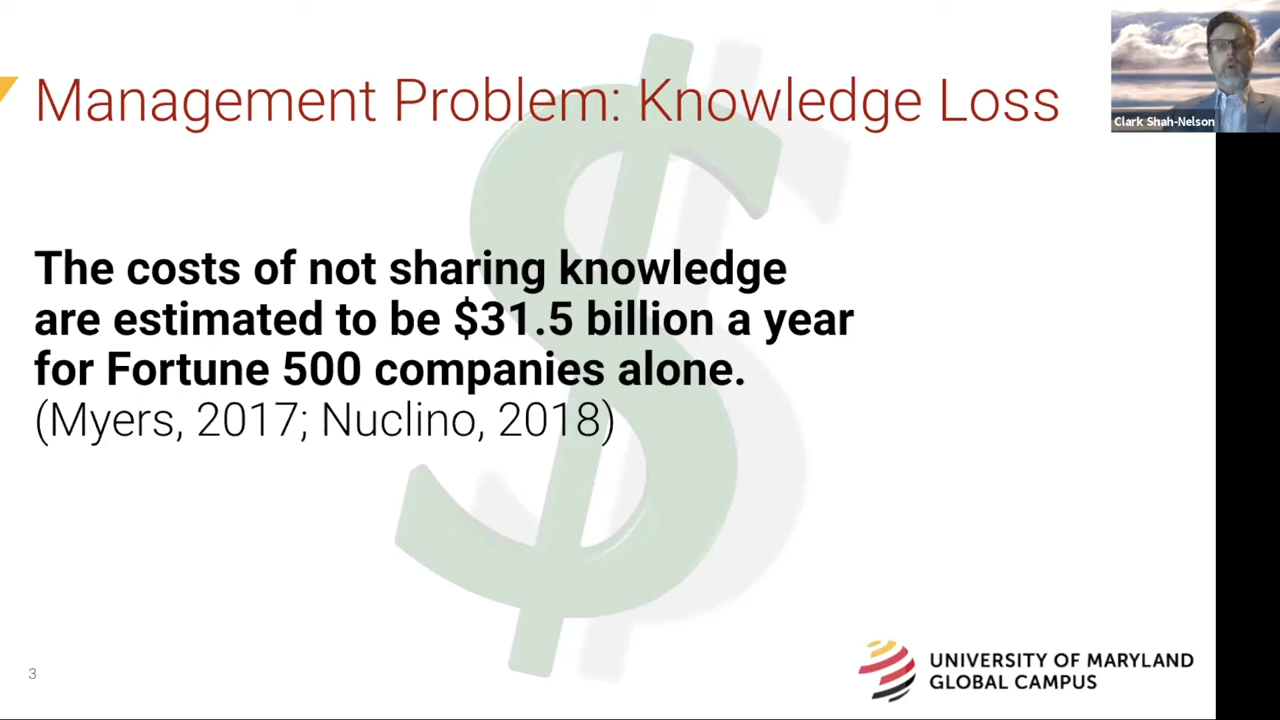 Management Problem: Knowledge Loss
Clark Shah-Nelson
The costs of not sharing knowledge
are estimated to be $31.5 billion a year
for Fortune 500 companies alone.
(Myers, 2017; Nuclino, 2018)
3
UNIVERSITY OF MARYLAND
GLOBAL CAMPUS